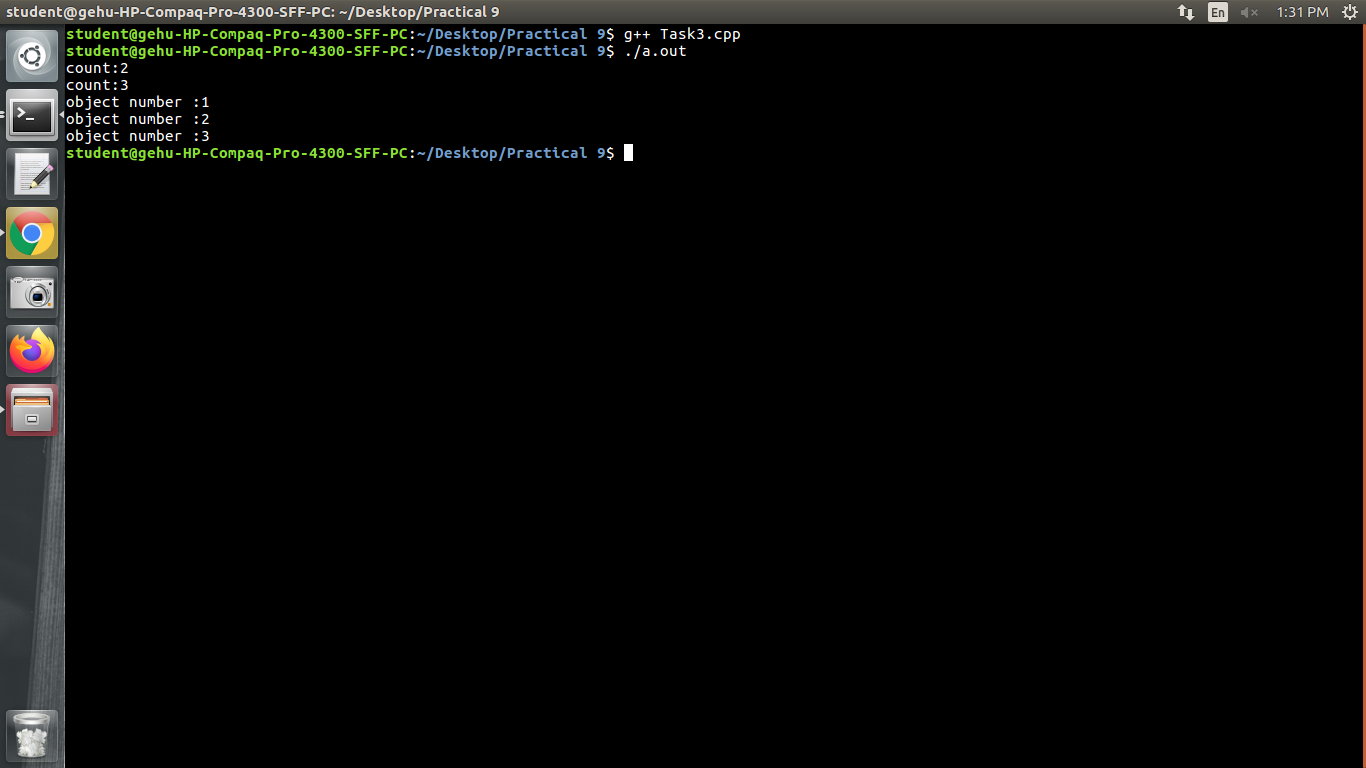 student@gehu-HP-Compaq-Pro-4300-SFF-PC: ~/Desktop/Practical 9
En
1:31 PM
student@gehu-HP-Compaq-Pro-4300-SFF-PC:~/Desktop/Practical 9$ g++ Task3.cpp
student@gehu-HP-Compaq-Pro-4300-SFF-PC:~/Desktop/Practical 9$ ./a.out
count:2
count:3
object number :1
object number :2
object number :3
student@gehu-HP-Compaq-Pro-4300-SFF-PC:~/Desktop/Practical 9$